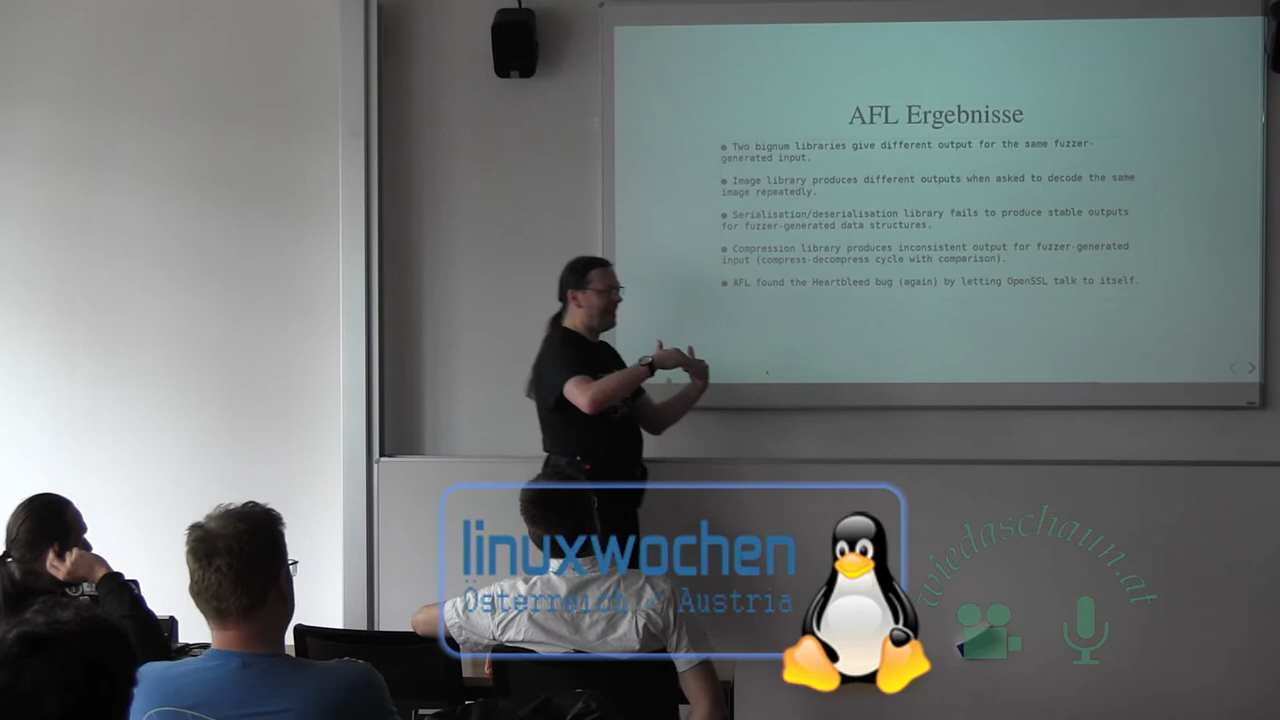 AFL Ergebnisse
● Two bignum libraries give different output for the same fuzzer-
generated input.
● Image library produces different outputs when asked to decode the same
image repeatedly.
● Serialisation/deserialisation library fails to produce stable outputs
for fuzzer-generated data structures.
● Compression library produces inconsistent output for fuzzer-generated
input (compress-decompress cycle with comparison).
● AFL found the Heartbleed bug (again) by letting OpenSSL talk to itself.
linuxwochen
Österreich / Austria
wiedaschaun.at